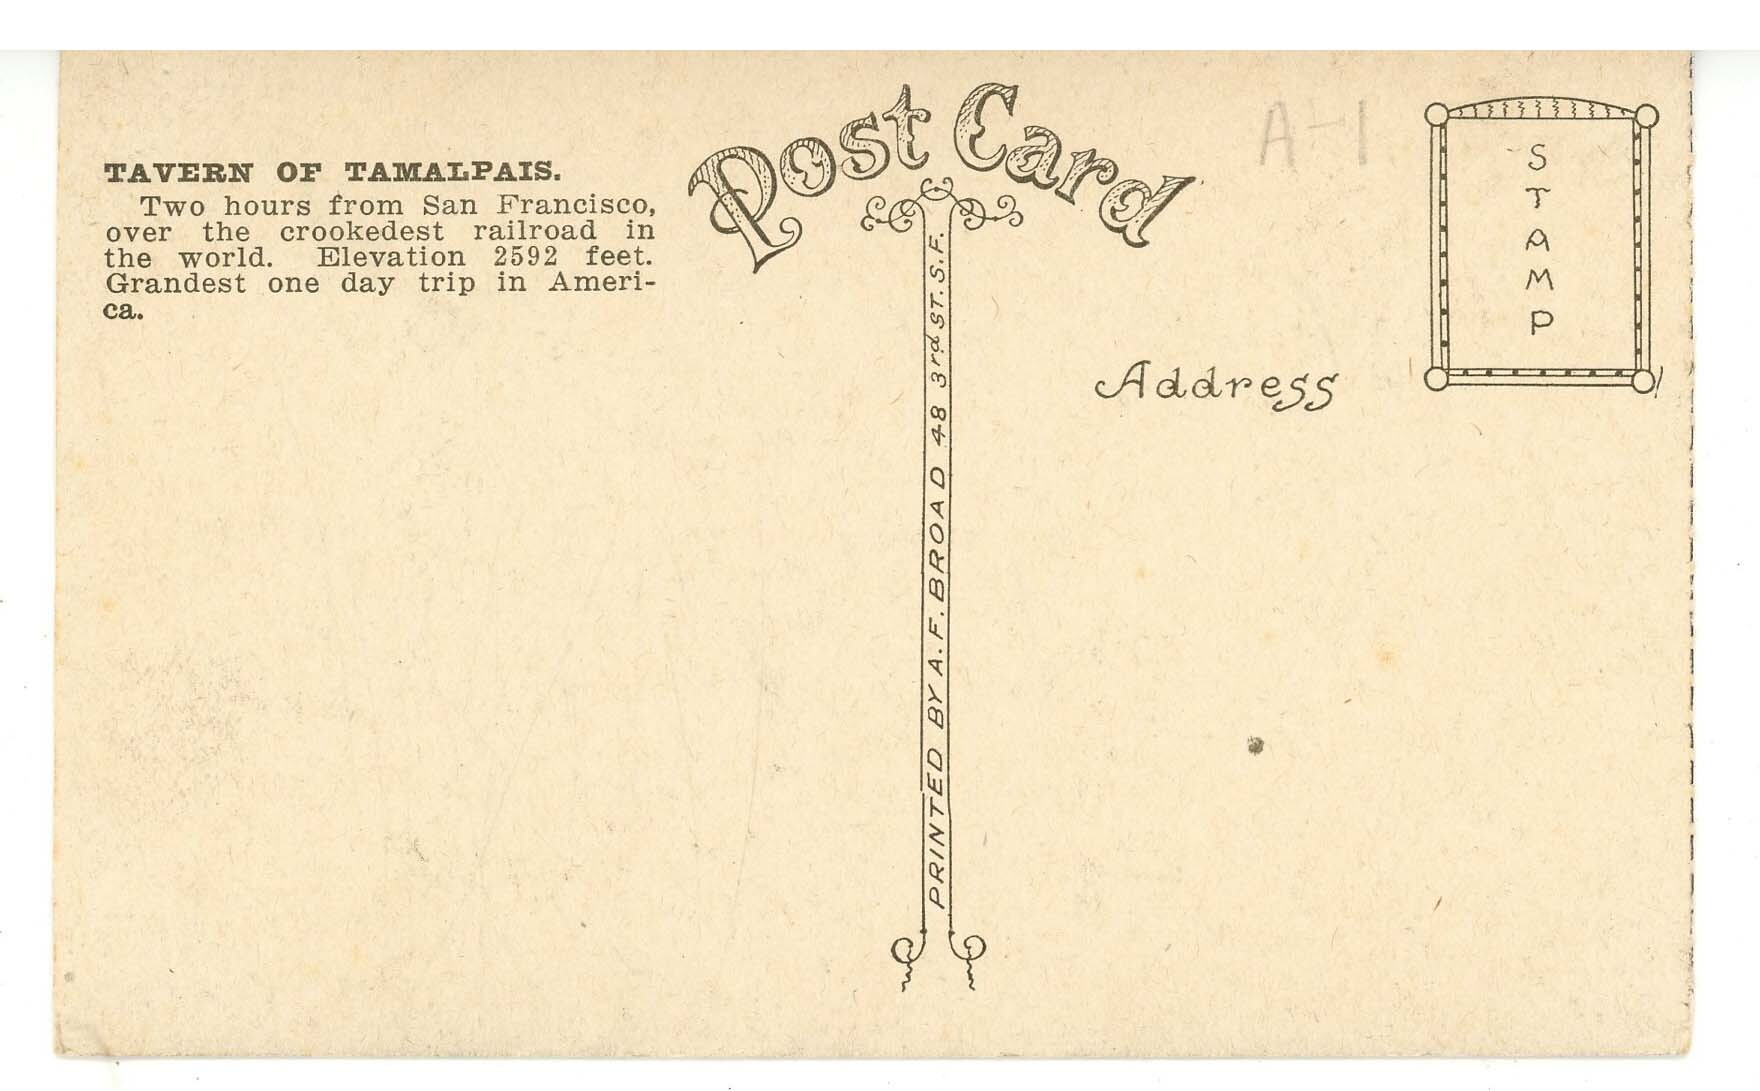 TAVERN OF TAMALPAIS.
Two hours from San Francisco,
over the crookedest railroad in
the world. Elevation 2592 feet.
Grandest one day trip in Ameri-
ca.
Post Card
PRINTED BY A.F. BROAD 48 3rd ST. S.F.
A-1
Address
STAMP